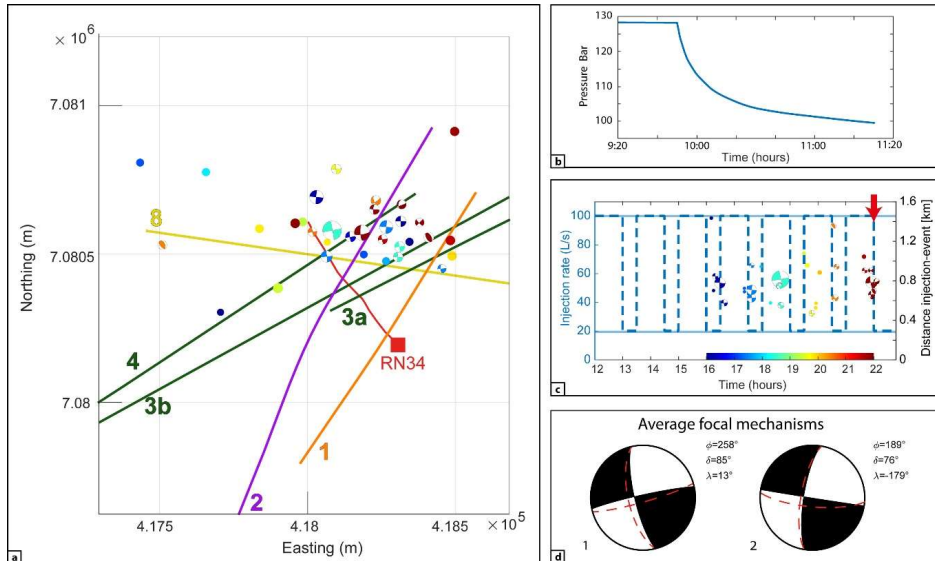 × 10⁶
7.081
7.0805
7.08
Northing (m)
8
4
3b
3a
2
1
RN34
4.175
4.18
4.185
× 10⁵
Easting (m)
a
130
120
110
100
Pressure Bar
9:20
10:00
11:00
11:20
Time (hours)
b
100
80
60
40
20
0
Injection rate (L/s)
1.6
1.2
0.8
0.4
0
Distance injection-event [km]
12 13 14 15 16 17 18 19 20 21 22 23
Time (hours)
c
Average focal mechanisms
ϕ=258°
δ=85°
λ=13°
1
ϕ=189°
δ=76°
λ=-179°
2
d